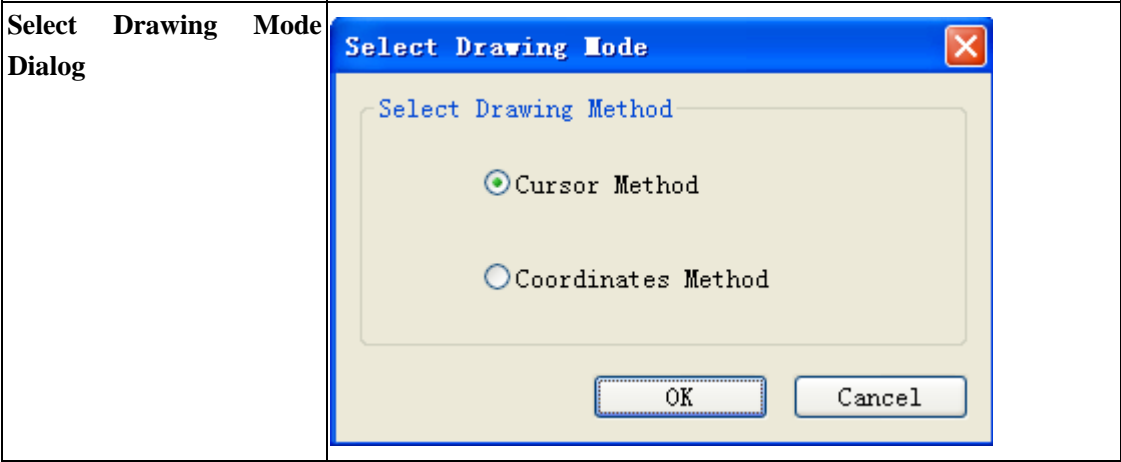 Select Drawing Mode
Dialog
Select Drawing Mode
Select Drawing Method
Cursor Method
Coordinates Method
OK
Cancel